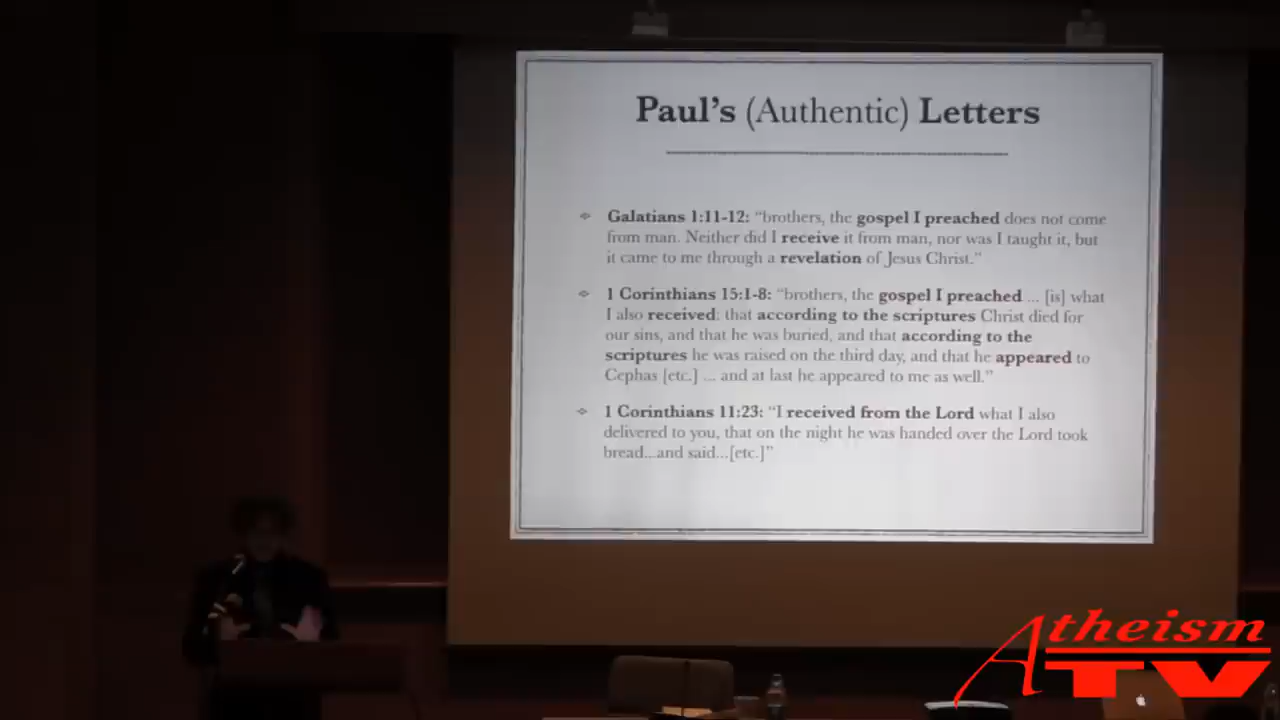 Paul's (Authentic) Letters
Galatians 1:11-12: “brothers, the gospel I preached does not come
from man. Neither did I receive it from man, nor was I taught it, but
it came to me through a revelation of Jesus Christ.”
1 Corinthians 15:1-8: “brothers, the gospel I preached ... [is] what
I also received: that according to the scriptures Christ died for
our sins, and that he was buried, and that according to the
scriptures he was raised on the third day, and that he appeared to
Cephas [etc.] ... and at last he appeared to me as well.”
1 Corinthians 11:23: “I received from the Lord what I also
delivered to you, that on the night he was handed over the Lord took
bread...and said...[etc.]”
Atheism
TV